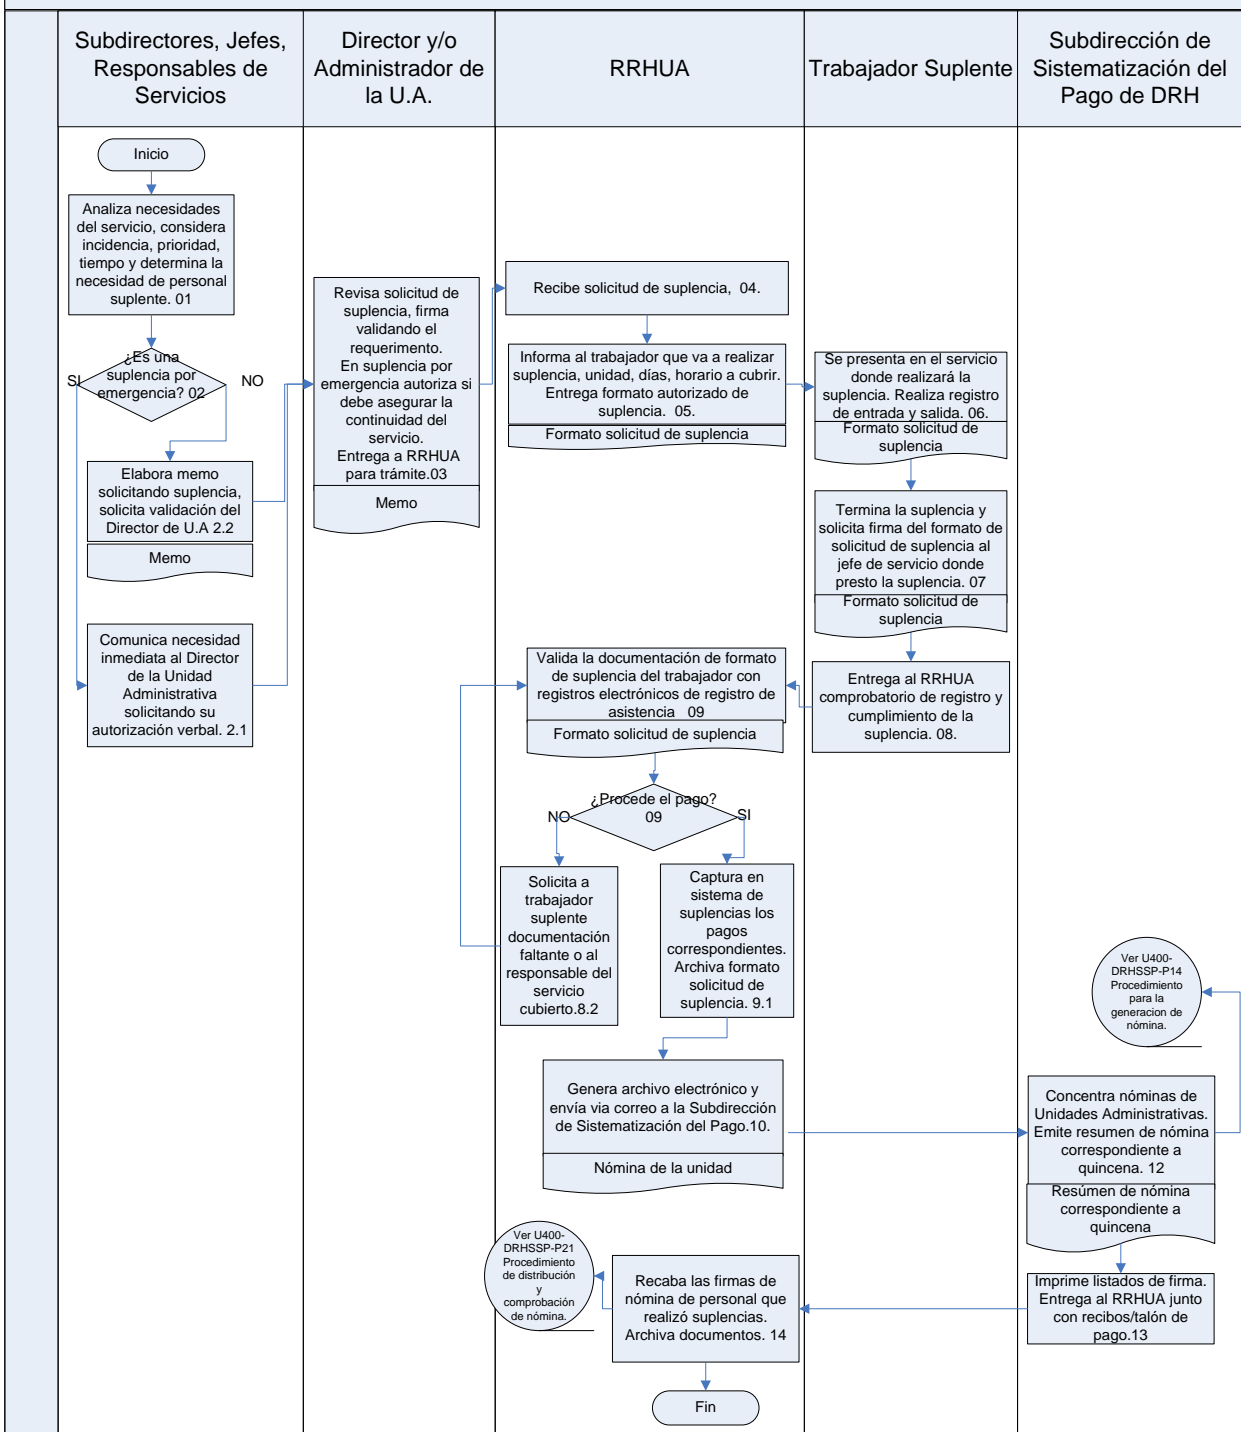 Subdirectores, Jefes,
Responsables de
Servicios
Director y/o
Administrador de
la U.A.
RRHUA
Trabajador Suplente
Subdirección de
Sistematización del
Pago de DRH
Inicio
Analiza necesidades
del servicio, considera
incidencia, prioridad,
tiempo y determina la
necesidad de personal
suplente. 01
¿Es una
suplencia por
emergencia? 02
SI
NO
Elabora memo
solicitando suplencia,
solicita validación del
Director de U.A 2.2
Memo
Comunica necesidad
inmediata al Director
de la Unidad
Administrativa
solicitando su
autorización verbal. 2.1
Revisa solicitud de
suplencia, firma
validando el
requerimento.
En suplencia por
emergencia autoriza si
debe asegurar la
continuidad del
servicio.
Entrega a RRHUA
para trámite.03
Memo
Recibe solicitud de suplencia, 04.
Informa al trabajador que va a realizar
suplencia, unidad, días, horario a cubrir.
Entrega formato autorizado de
suplencia. 05.
Formato solicitud de suplencia
Se presenta en el servicio
donde realizará la
suplencia. Realiza registro
de entrada y salida. 06.
Formato solicitud de
suplencia
Termina la suplencia y
solicita firma del formato de
solicitud de suplencia al
jefe de servicio donde
presto la suplencia. 07
Formato solicitud de
suplencia
Entrega al RRHUA
comprobatorio de registro y
cumplimiento de la
suplencia. 08.
Valida la documentación de formato
de suplencia del trabajador con
registros electrónicos de registro de
asistencia 09
Formato solicitud de suplencia
¿Procede el pago?
09
NO
SI
Solicita a
trabajador
suplente
documentación
faltante o al
responsable del
servicio
cubierto.8.2
Captura en
sistema de
suplencias los
pagos
correspondientes.
Archiva formato
solicitud de
suplencia. 9.1
Genera archivo electrónico y
envía via correo a la Subdirección
de Sistematización del Pago.10.
Nómina de la unidad
Ver U400-
DRHSSP-P14
Procedimiento
para la
generacion de
nómina.
Concentra nóminas de
Unidades Administrativas.
Emite resumen de nómina
correspondiente a
quincena. 12
Resúmen de nómina
correspondiente a
quincena
Imprime listados de firma.
Entrega al RRHUA junto
con recibos/talón de
pago.13
Recaba las firmas de
nómina de personal que
realizó suplencias.
Archiva documentos. 14
Ver U400-
DRHSSP-P21
Procedimiento
de distribución
y
comprobación
de nómina.
Fin